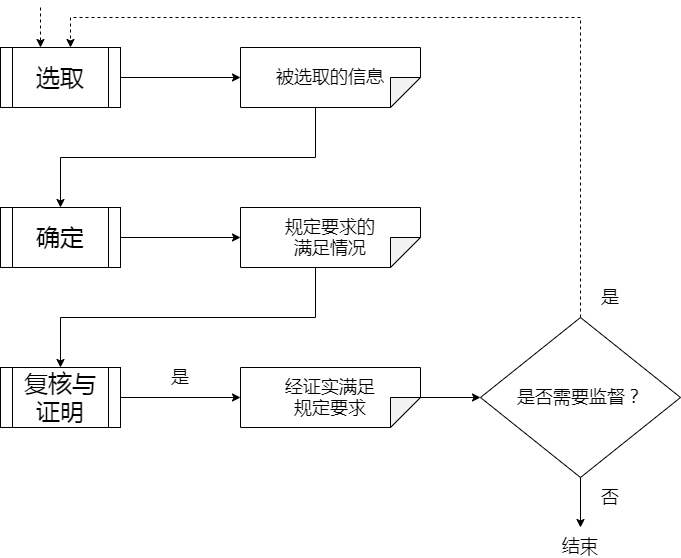 选取
被选取的信息
确定
规定要求的
满足情况
复核与
证明
是
经证实满足
规定要求
是否需要监督？
是
否
结束